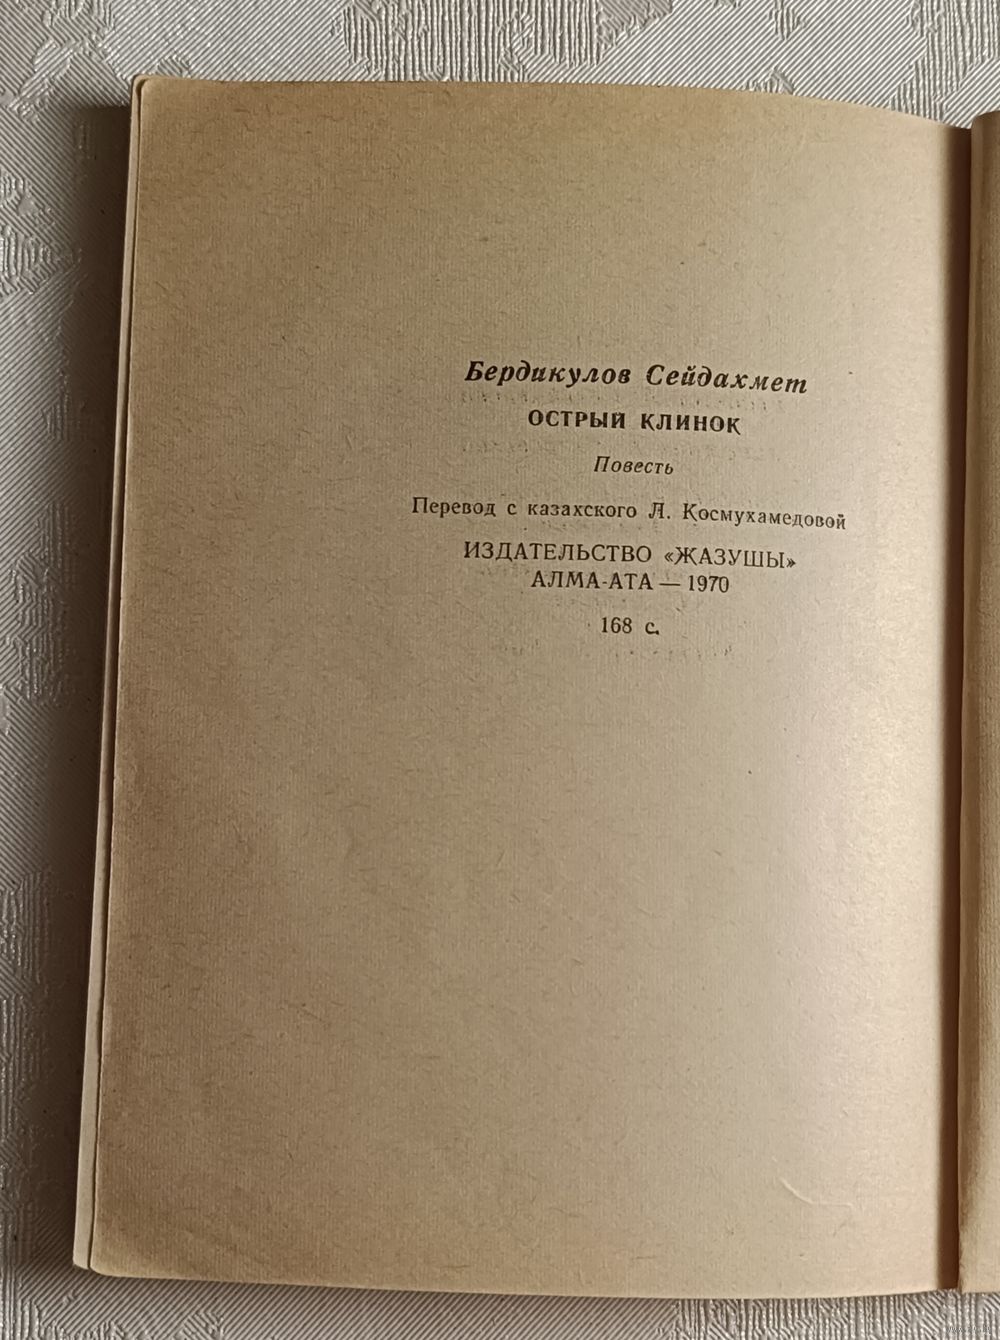 Бердикулов Сейдахмет
ОСТРЫЙ КЛИНОК
Повесть
Перевод с казахского Л. Космухамедовой
ИЗДАТЕЛЬСТВО «ЖАЗУШЫ»
АЛМА-АТА — 1970
168 с.